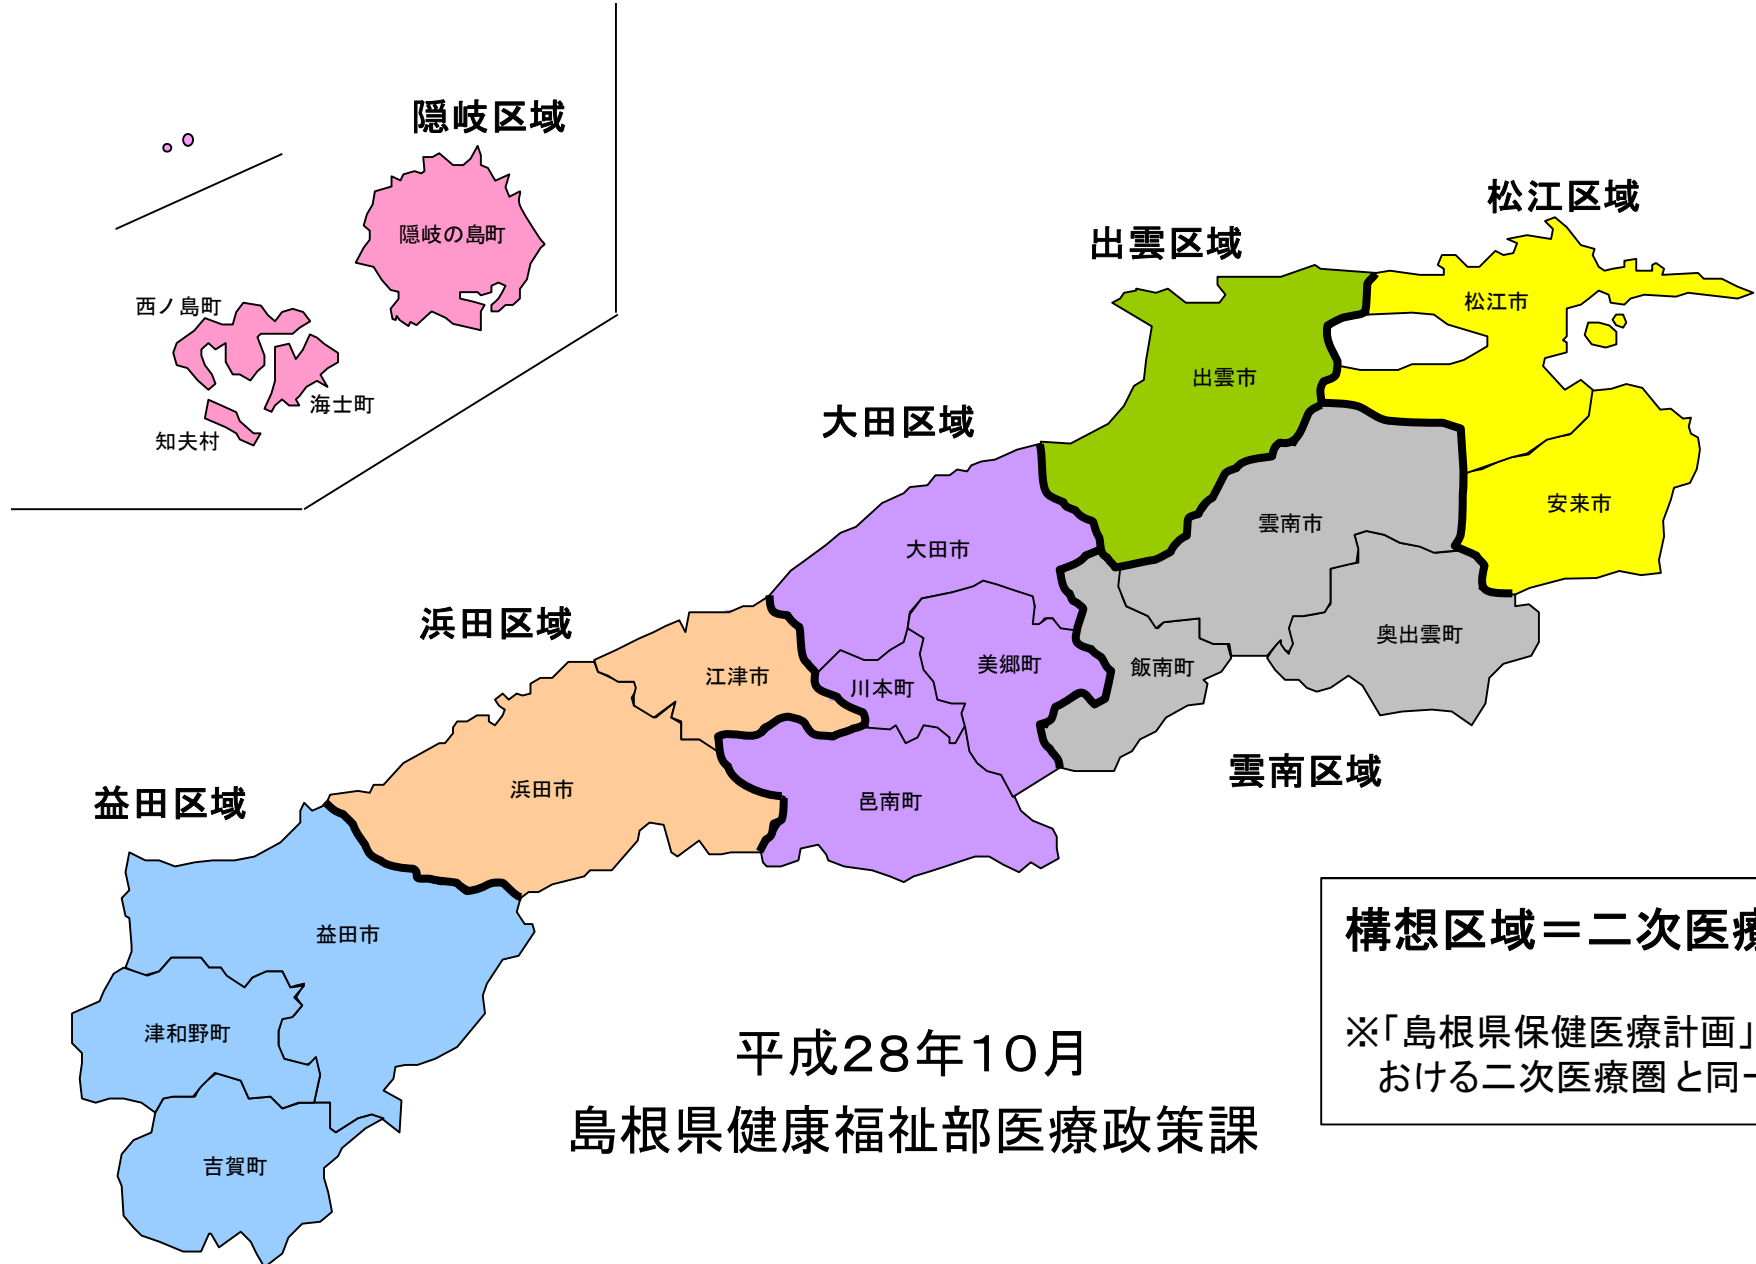 隠岐区域
隠岐の島町
西ノ島町
海士町
知夫村
松江区域
出雲区域
松江市
出雲市
大田区域
安来市
雲南市
大田市
浜田区域
奥出雲町
美郷町
飯南町
江津市
川本町
雲南区域
浜田市
邑南町
益田区域
益田市
津和野町
吉賀町
構想区域＝二次医療
※「島根県保健医療計画」
おける二次医療圏と同一
平成28年10月
島根県健康福祉部医療政策課